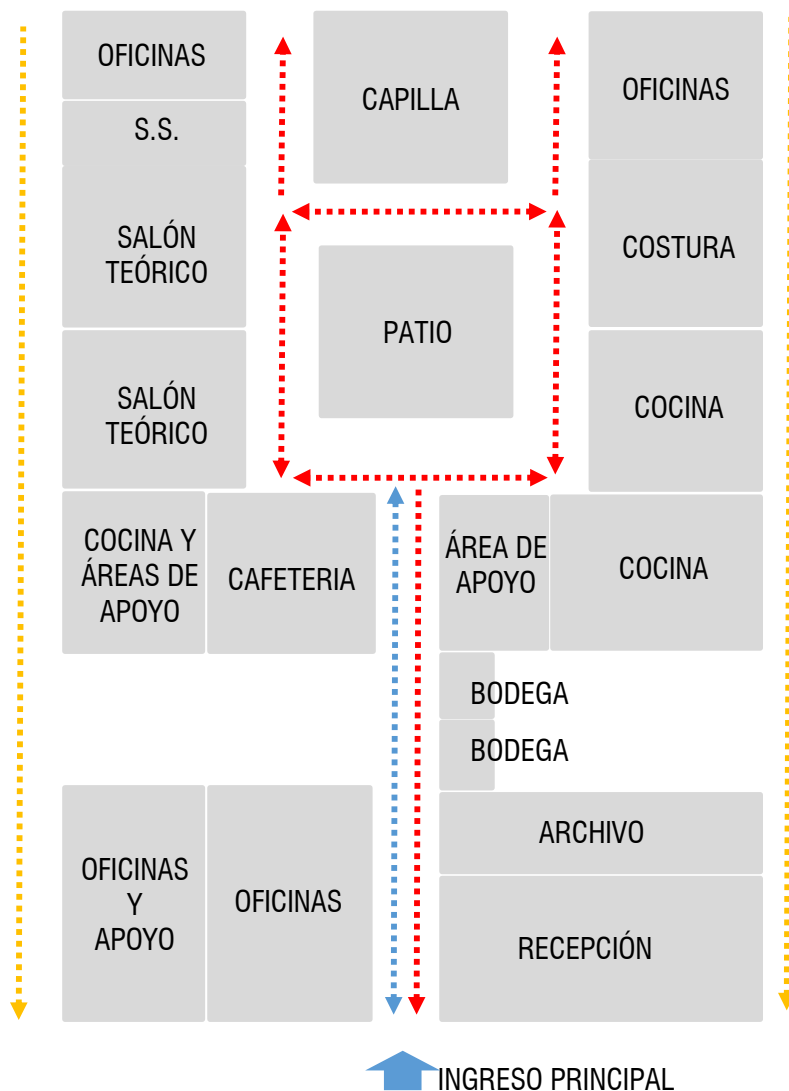 OFICINAS
CAPILLA
OFICINAS
S.S.
SALÓN
TEÓRICO
COSTURA
PATIO
SALÓN
TEÓRICO
COCINA
COCINA Y
ÁREAS DE
APOYO
CAFETERIA
ÁREA DE
APOYO
COCINA
BODEGA
BODEGA
ARCHIVO
OFICINAS
Y
APOYO
OFICINAS
RECEPCIÓN
INGRESO PRINCIPAL